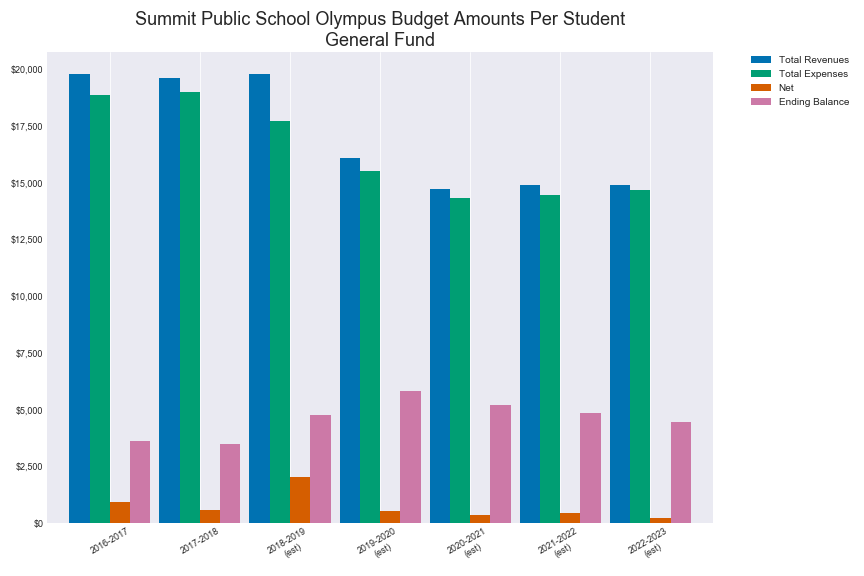 Summit Public School Olympus Budget Amounts Per Student
General Fund
Total Revenues
Total Expenses
Net
Ending Balance
$20,000
$17,500
$15,000
$12,500
$10,000
$7,500
$5,000
$2,500
$0
2016-2017
2017-2018
2018-2019
(est)
2019-2020
(est)
2020-2021
(est)
2021-2022
(est)
2022-2023
(est)